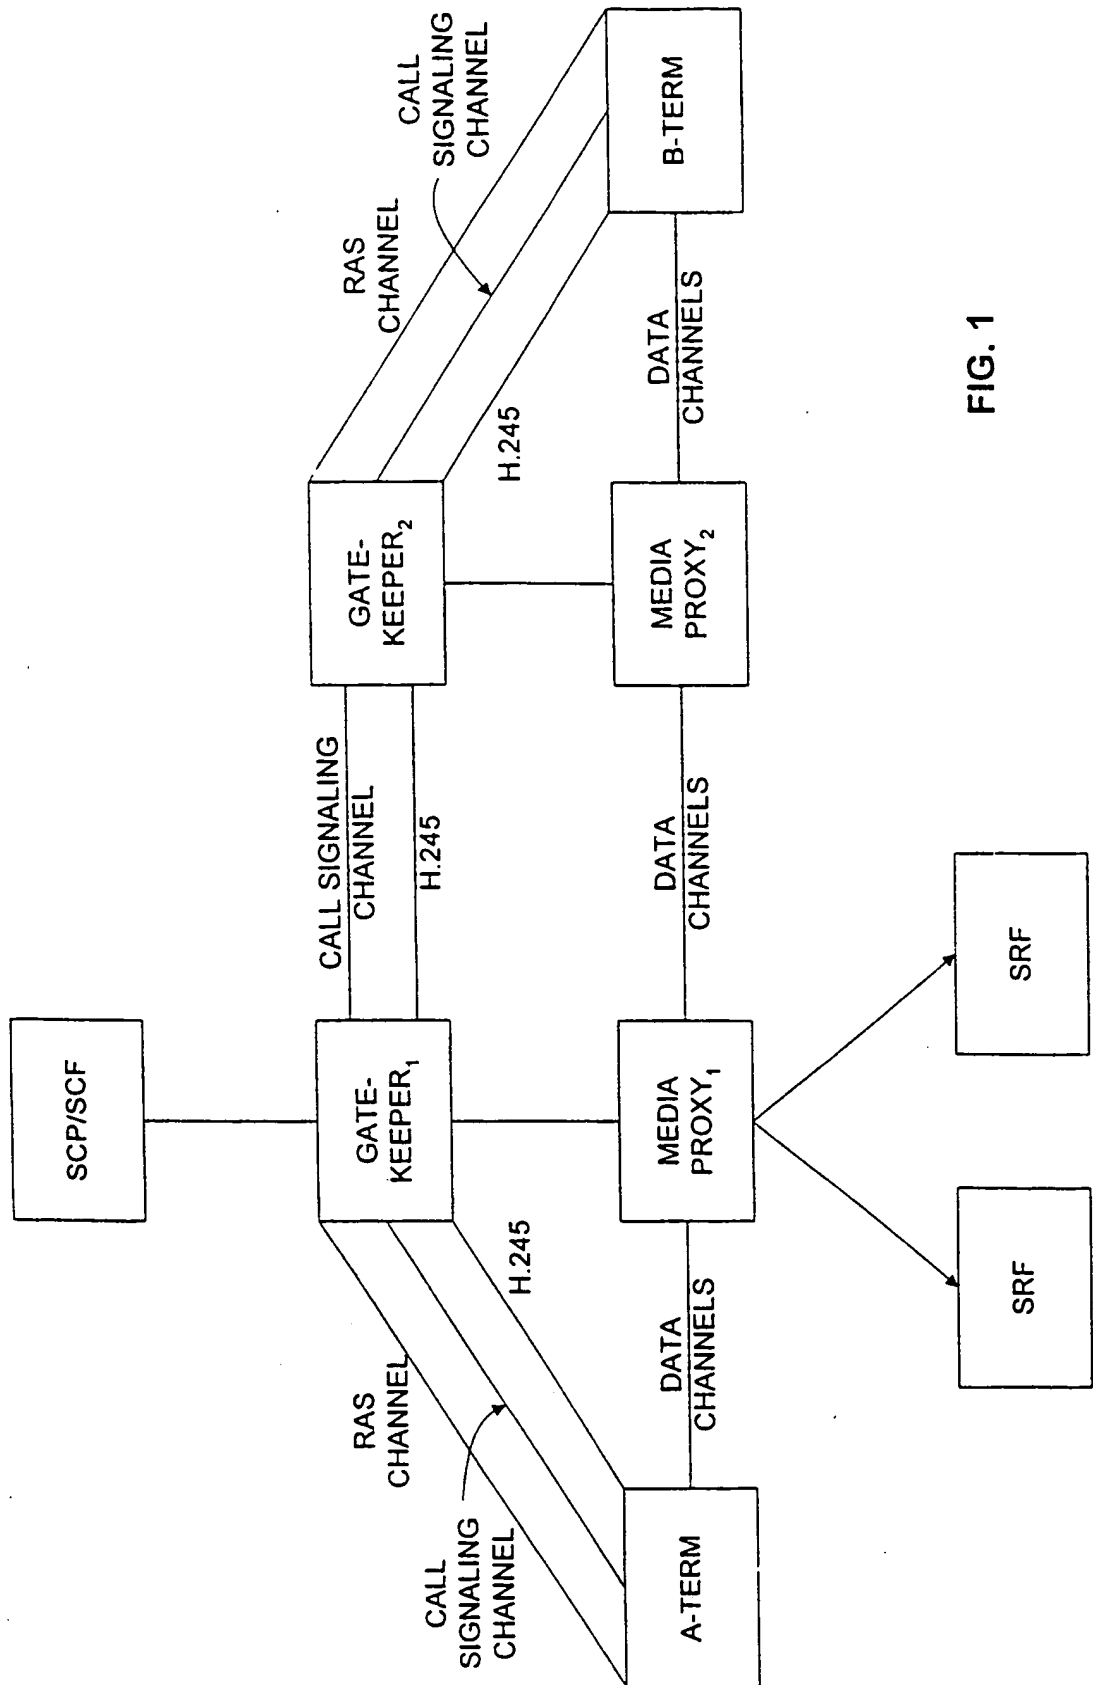 SCP/SCF
CALL SIGNALING
CHANNEL
H.245
GATE-
KEEPER1
GATE-
KEEPER2
RAS
CHANNEL
CALL
SIGNALING
CHANNEL
H.245
RAS
CHANNEL
CALL
SIGNALING
CHANNEL
H.245
A-TERM
DATA
CHANNELS
MEDIA
PROXY1
DATA
CHANNELS
MEDIA
PROXY2
DATA
CHANNELS
B-TERM
SRF
SRF
FIG. 1